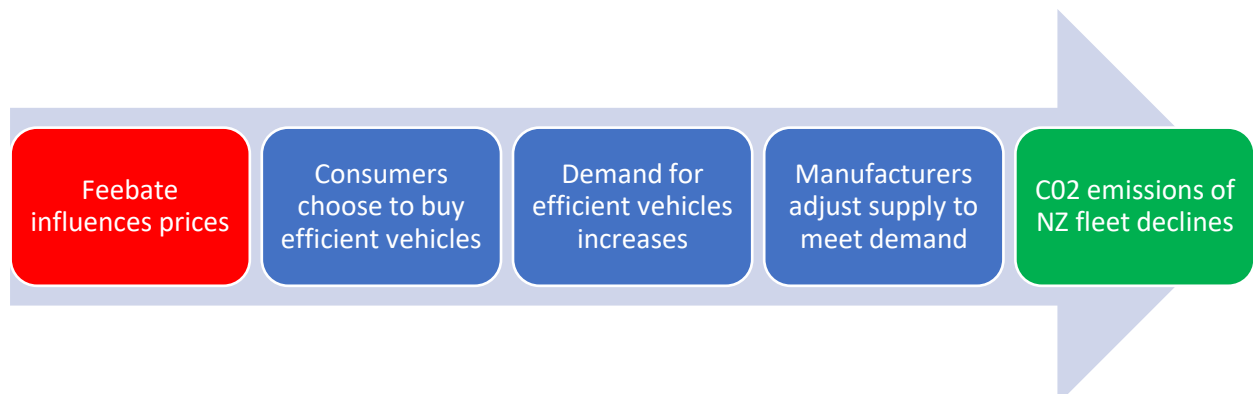 Feebate
influences prices
Consumers
choose to buy
efficient vehicles
Demand for
efficient vehicles
increases
Manufacturers
adjust supply to
meet demand
C02 emissions of
NZ fleet declines